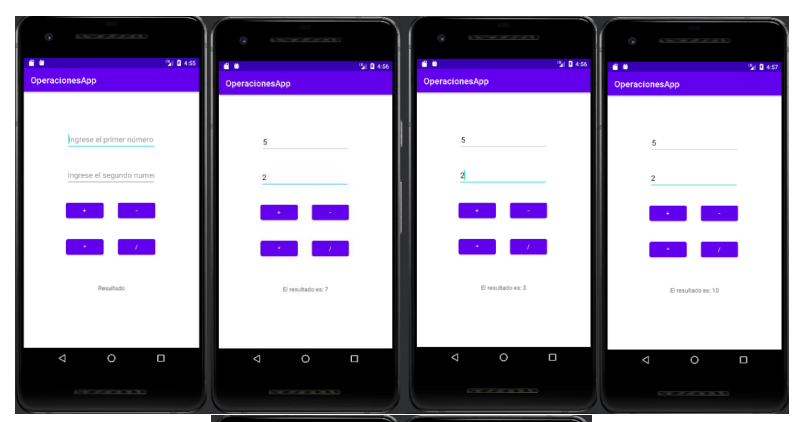 4:55
OperacionesApp
Ingrese el primer número
Ingrese el segundo nume
+ -
* /
Resultado
4:56
OperacionesApp
5
2
+ -
* /
El resultado es: 7
4:56
OperacionesApp
5
2
+ -
* /
El resultado es: 3
4:57
OperacionesApp
5
2
+ -
* /
El resultado es: 10